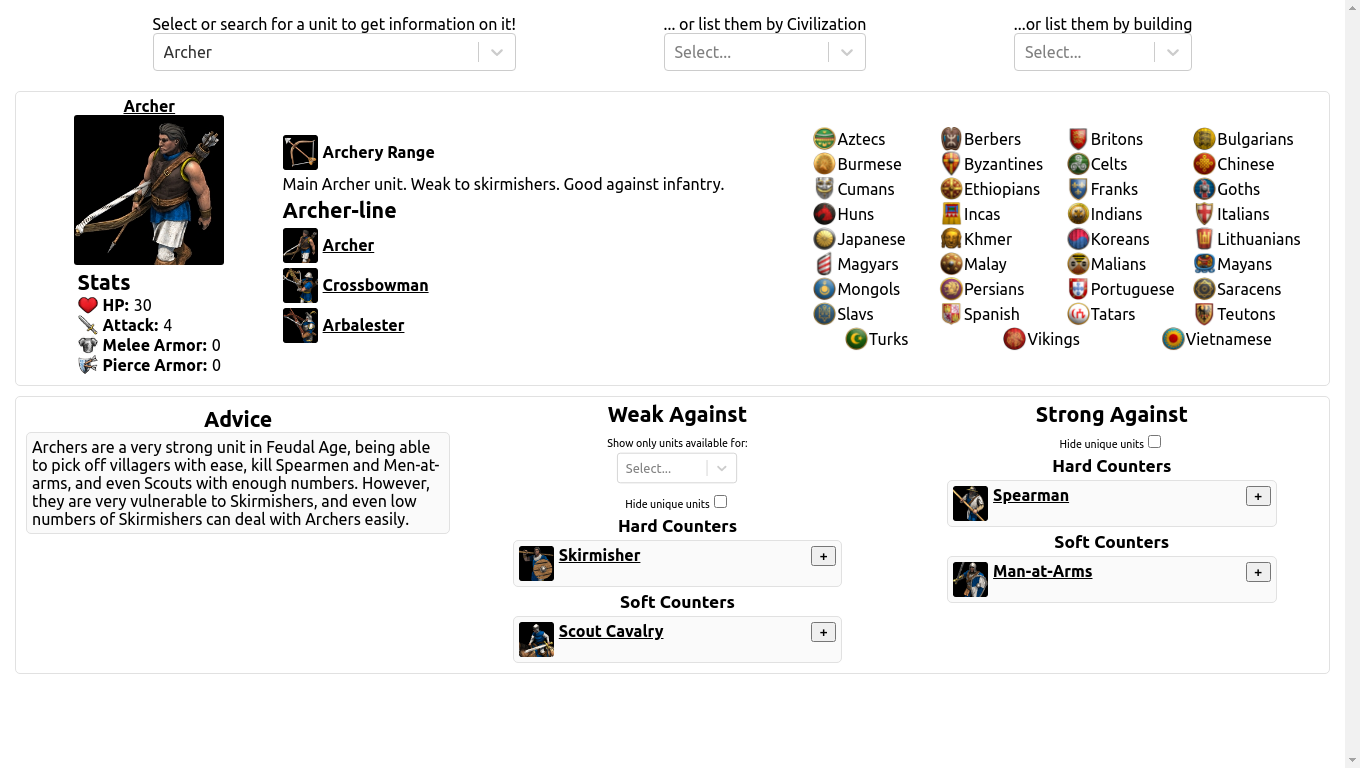 Select or search for a unit to get information on it!
Archer
... or list them by Civilization
Select...
...or list them by building
Select...
Archer
Stats
HP: 30
Attack: 4
Melee Armor: 0
Pierce Armor: 0
Archery Range
Main Archer unit. Weak to skirmishers. Good against infantry.
Archer-line
Archer
Crossbowman
Arbalester
Aztecs Berbers Britons Bulgarians
Burmese Byzantines Celts Chinese
Cumans Ethiopians Franks Goths
Huns Incas Indians Italians
Japanese Khmer Koreans Lithuanians
Magyars Malay Malians Mayans
Mongols Persians Portuguese Saracens
Slavs Spanish Tatars Teutons
Turks Vikings Vietnamese
Advice
Archers are a very strong unit in Feudal Age, being able
to pick off villagers with ease, kill Spearmen and Men-at-
arms, and even Scouts with enough numbers. However,
they are very vulnerable to Skirmishers, and even low
numbers of Skirmishers can deal with Archers easily.
Weak Against
Show only units available for:
Select...
Hide unique units
Hard Counters
Skirmisher +
Soft Counters
Scout Cavalry +
Strong Against
Hide unique units
Hard Counters
Spearman +
Soft Counters
Man-at-Arms +